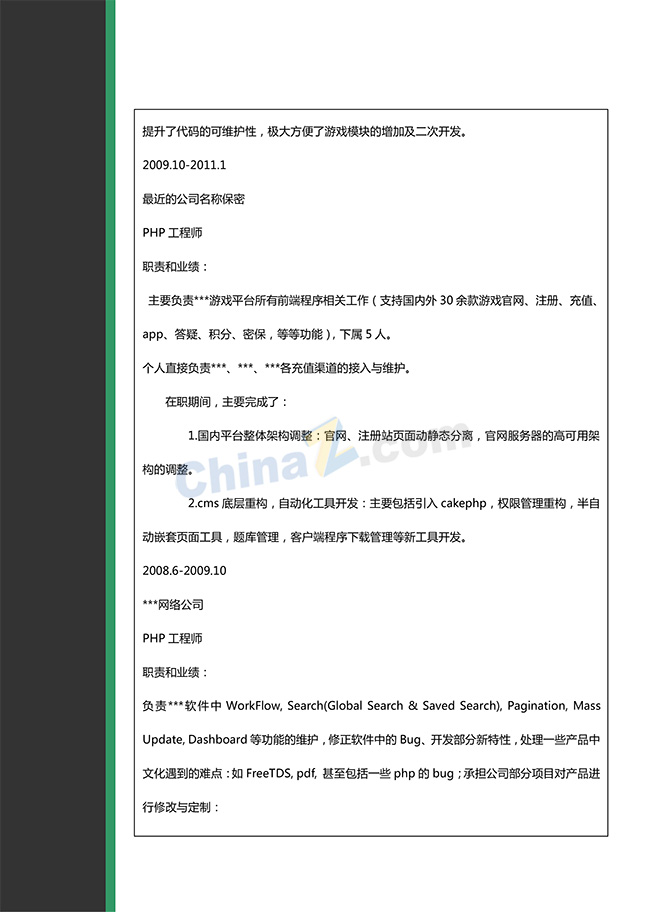 提升了代码的可维护性，极大方便了游戏模块的增加及二次开发。
2009.10-2011.1
最近的公司名称保密
PHP 工程师
职责和业绩：
主要负责***游戏平台所有前端程序相关工作（支持国内外 30 余款游戏官网、注册、充值、
app、答疑、积分、密保，等等功能），下属 5 人。
个人直接负责***、***、***各充值渠道的接入与维护。
在职期间，主要完成了：
1.国内平台整体架构调整：官网、注册站页面动静态分离，官网服务器的高可用架
构的调整。
ChinaZ.com
2.cms 底层重构，自动化工具开发：主要包括引入 cakephp，权限管理重构，半自
动嵌套页面工具，题库管理，客户端程序下载管理等新工具开发。
2008.6-2009.10
***网络公司
PHP 工程师
职责和业绩：
负责***软件中 WorkFlow, Search(Global Search & Saved Search), Pagination, Mass
Update, Dashboard 等功能的维护，修正软件中的 Bug、开发部分新特性，处理一些产品中
文化遇到的难点：如 FreeTDS, pdf, 甚至包括一些 php 的 bug；承担公司部分项目对产品进
行修改与定制：